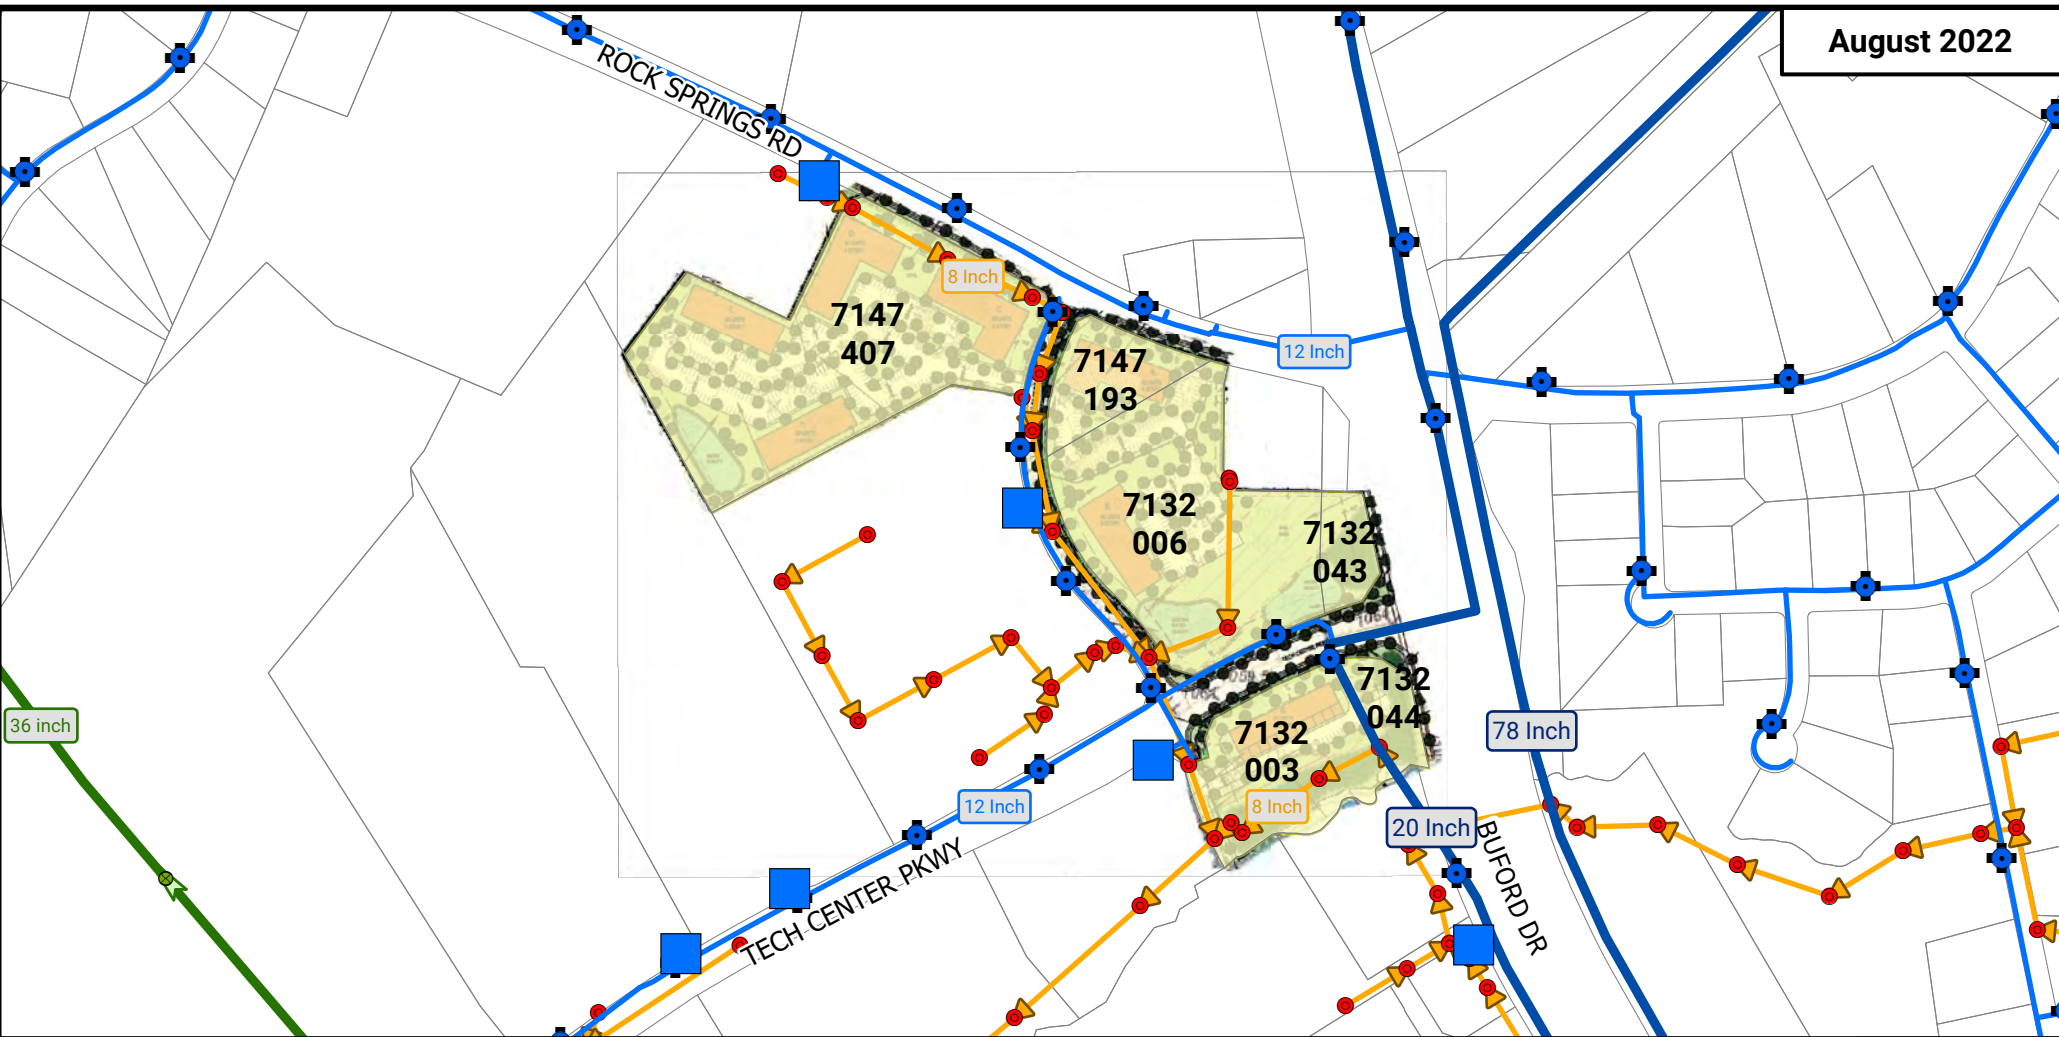 August 2022
ROCK SPRINGS RD
8 Inch
7147
407
7147
193
12 Inch
7132
006
7132
043
7132
044
7132
003
36 inch
78 Inch
12 Inch
8 Inch
20 Inch
TECH CENTER PKWY
BUFORD DR